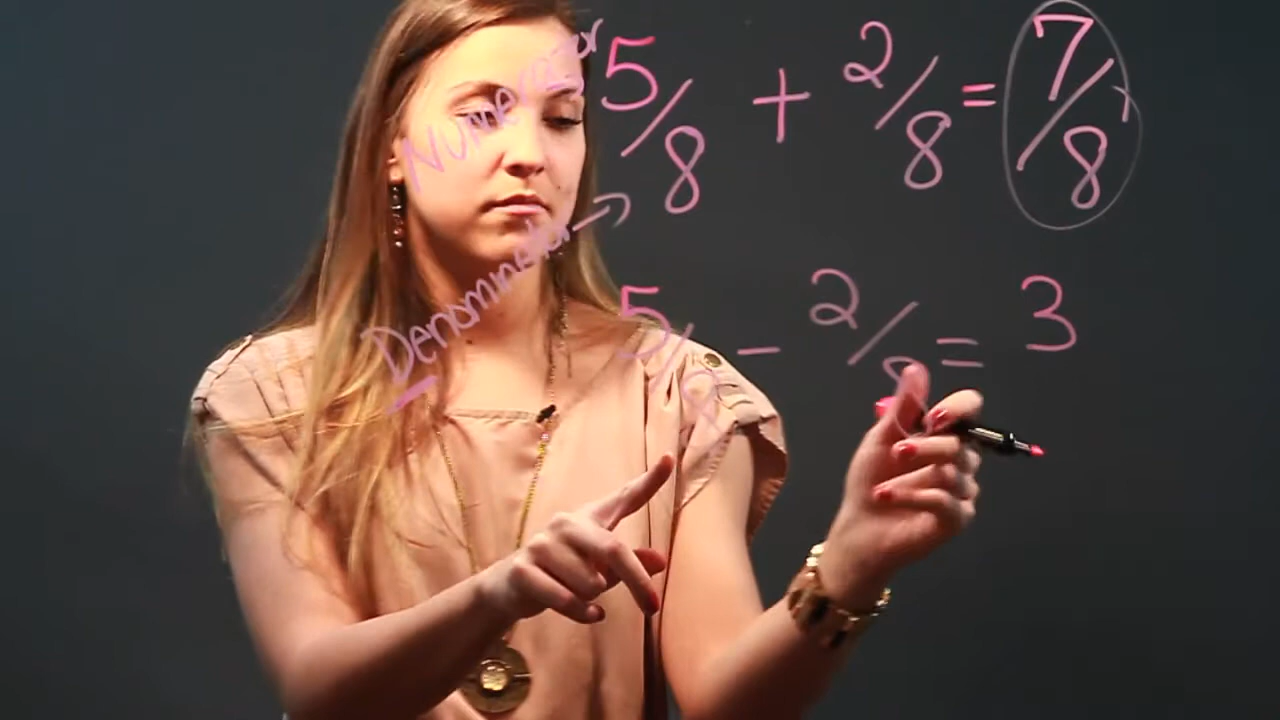 Numerator
5/8 + 2/8 = 7/8
Denominator →
5/8 - 2/8 = 3